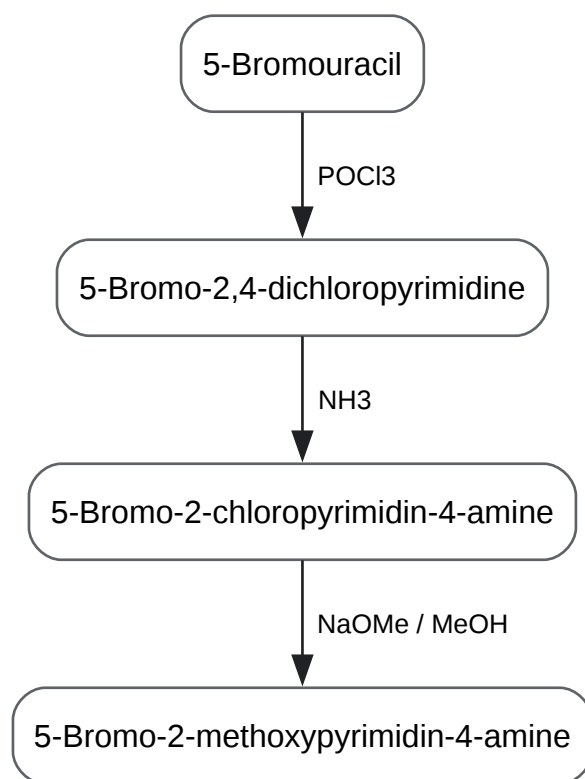 5-Bromouracil
POCl3
5-Bromo-2,4-dichloropyrimidine
NH3
5-Bromo-2-chloropyrimidin-4-amine
NaOMe / MeOH
5-Bromo-2-methoxypyrimidin-4-amine